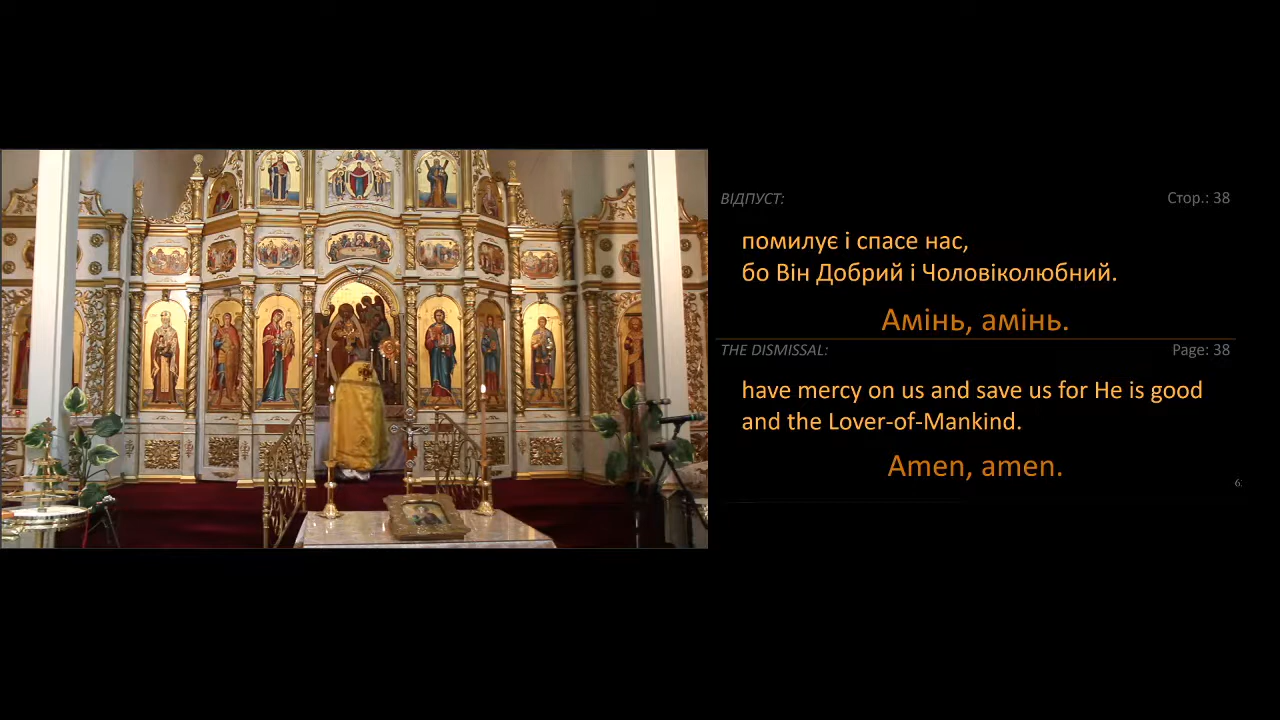 ВІДПУСТ:
Стор.: 38
помилує і спасе нас,
бо Він Добрий і Чоловіколюбний.
Амінь, амінь.
THE DISMISSAL:
Page: 38
have mercy on us and save us for He is good
and the Lover-of-Mankind.
Amen, amen.